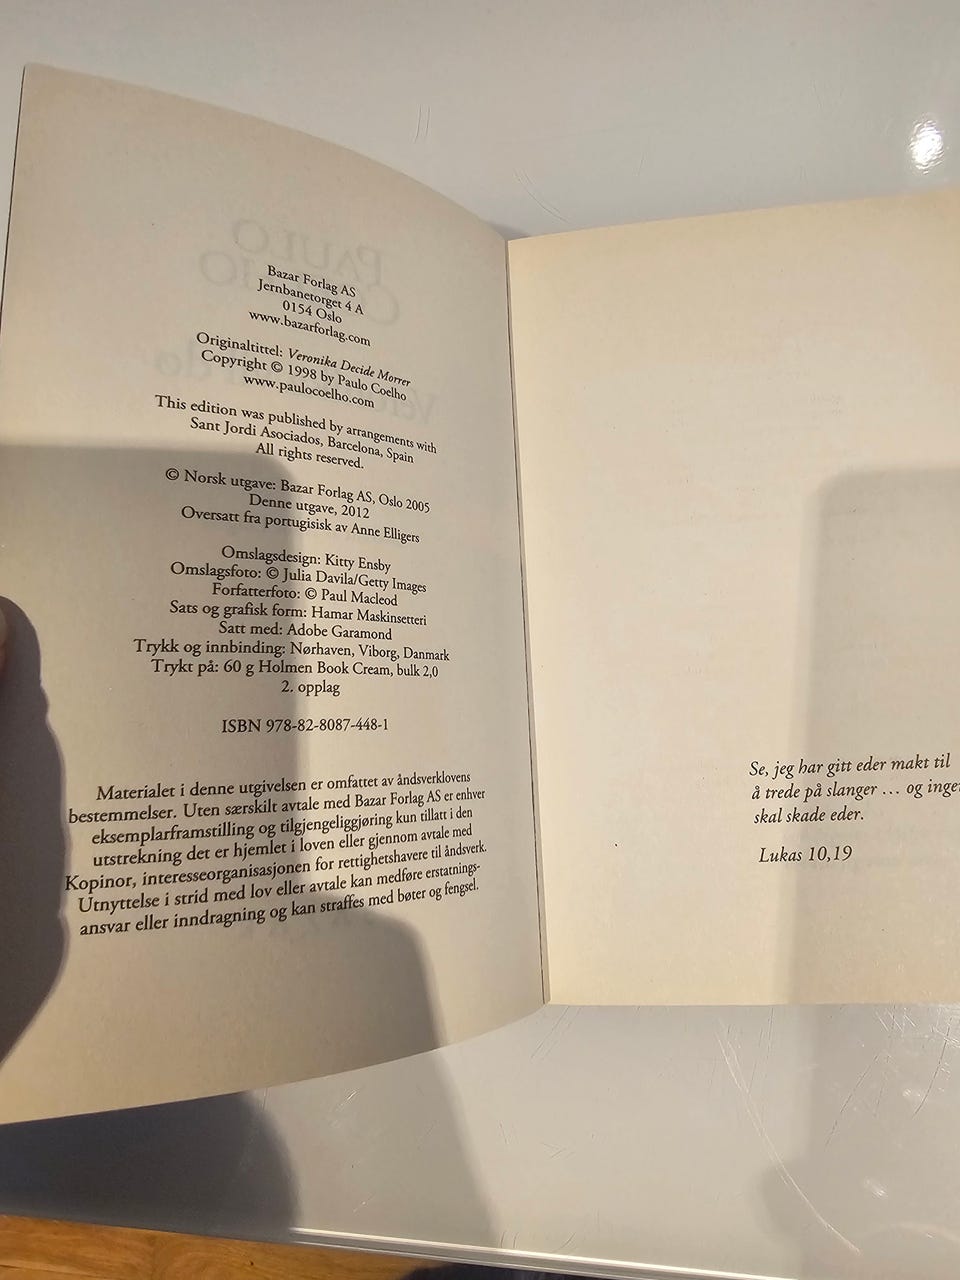 Bazar Forlag AS
Jernbanetorget 4 A
0154 Oslo
www.bazarforlag.com
Originaltittel: Veronika Decide Morrer
Copyright © 1998 by Paulo Coelho
www.paulocoelho.com
This edition was published by arrangements with
Sant Jordi Asociados, Barcelona, Spain
All rights reserved.
© Norsk utgave: Bazar Forlag AS, Oslo 2005
Denne utgave, 2012
Oversatt fra portugisisk av Anne Elligers
Omslagsdesign: Kitty Ensby
Omslagsfoto: © Julia Davila/Getty Images
Forfatterfoto: © Paul Macleod
Sats og grafisk form: Hamar Maskinsetteri
Satt med: Adobe Garamond
Trykk og innbinding: Nørhaven, Viborg, Danmark
Trykt på: 60 g Holmen Book Cream, bulk 2,0
2. opplag
ISBN 978-82-8087-448-1
Materialet i denne utgivelsen er omfattet av åndsverklovens
bestemmelser. Uten særskilt avtale med Bazar Forlag AS er enhver
eksemplarframstilling og tilgjengeliggjøring kun tillatt i den
utstrekning det er hjemlet i loven eller gjennom avtale med
Kopinor, interesseorganisasjonen for rettighetshavere til åndsverk.
Utnyttelse i strid med lov eller avtale kan medføre erstatnings-
ansvar eller inndragning og kan straffes med bøter og fengsel.
Se, jeg har gitt eder makt til
å trede på slanger … og
skal skade eder.
Lukas 10,19